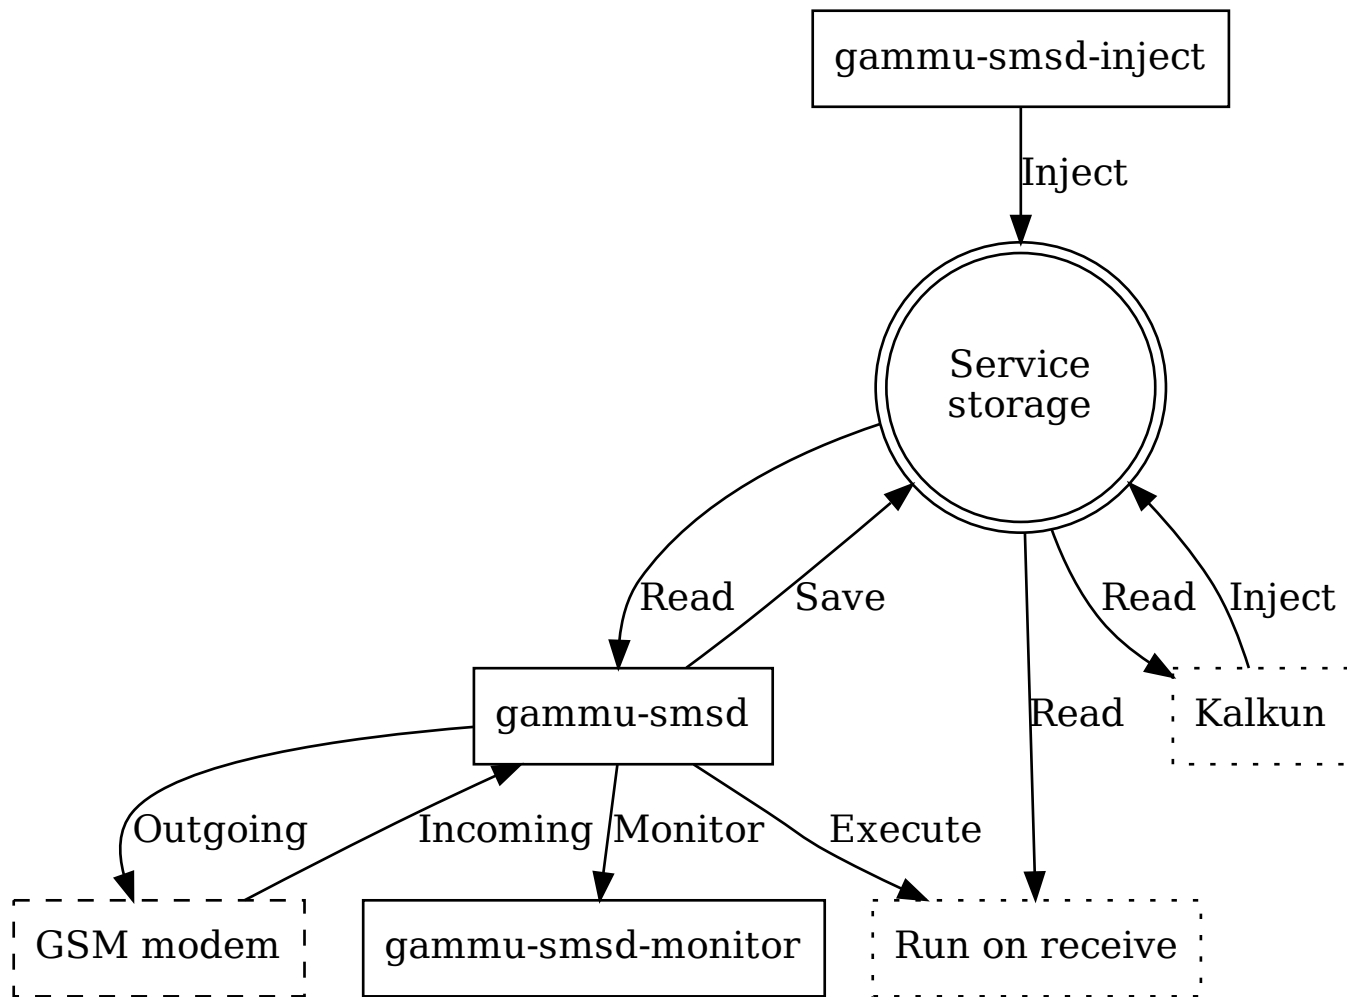 gammu-smsd-inject
Inject
Service
storage
Read
Save
Read
Inject
gammu-smsd
Read
Kalkun
Outgoing
Incoming
Monitor
Execute
GSM modem
gammu-smsd-monitor
Run on receive